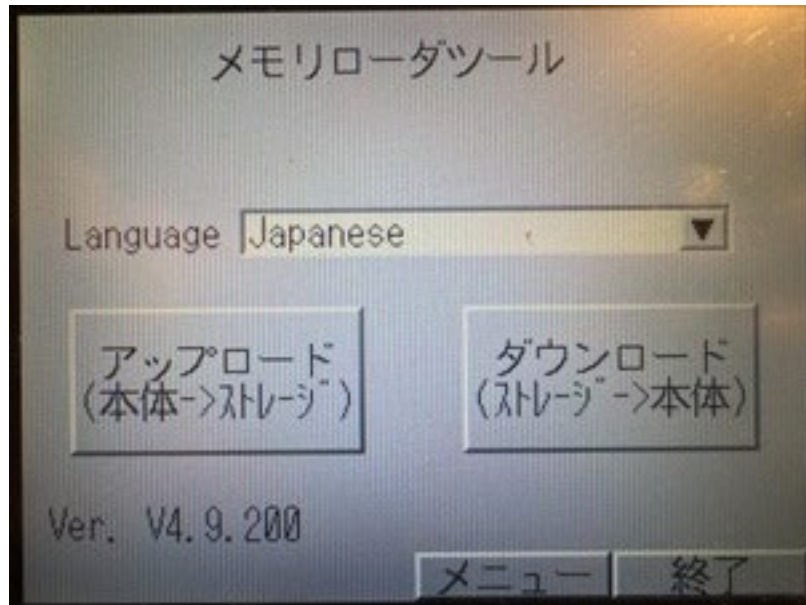 メモリローダツール
Language Japanese
アップロード
(本体->ｽﾄﾚｰｼﾞ)
ダウンロード
(ｽﾄﾚｰｼﾞ->本体)
Ver. V4.9.200
メニュー 終了